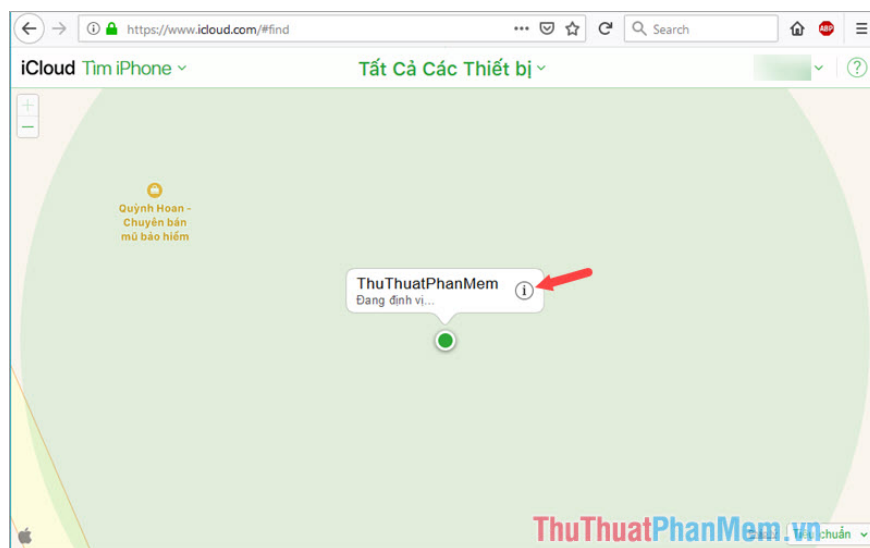 https://www.icloud.com/#find
Search
ABP
iCloud Tìm iPhone
Tất Cả Các Thiết bị
Quỳnh Hoan -
Chuyên bán
mũ bảo hiểm
ThuThuatPhanMem
Đang định vị...
ThuThuatPhanMem.vn
chuẩn